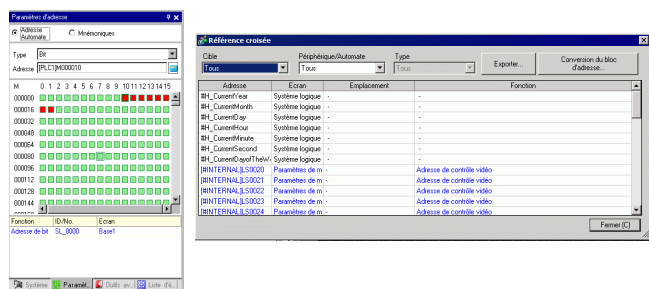 Paramètres d'adresse
Adresse Automate
Mnémoniques
Type Bit
Adresse [PLC1]M000010
M 0 1 2 3 4 5 6 7 8 9 10 11 12 13 14 15
000000
000016
000032
000048
000064
000080
000096
000112
000128
000144
Fonction ID/No. Ecran
Adresse de bit SL_0000 Base1
Système Paramèt... Outils av... Liste d'é...
Référence croisée
Cible Périphérique/Automate Type
Tous Tous Tous Exporter... Conversion du bloc d'adresse...
Adresse Ecran Emplacement Fonction
#H_CurrentYear Système logique - -
#H_CurrentMonth Système logique - -
#H_CurrentDay Système logique - -
#H_CurrentHour Système logique - -
#H_CurrentMinute Système logique - -
#H_CurrentSecond Système logique - -
#H_CurrentDayofTheW Système logique - -
[#INTERNAL]LS0020 Paramètres de m - Adresse de contrôle vidéo
[#INTERNAL]LS0021 Paramètres de m - Adresse de contrôle vidéo
[#INTERNAL]LS0022 Paramètres de m - Adresse de contrôle vidéo
[#INTERNAL]LS0023 Paramètres de m - Adresse de contrôle vidéo
[#INTERNAL]LS0024 Paramètres de m - Adresse de contrôle vidéo
Fermer (C)